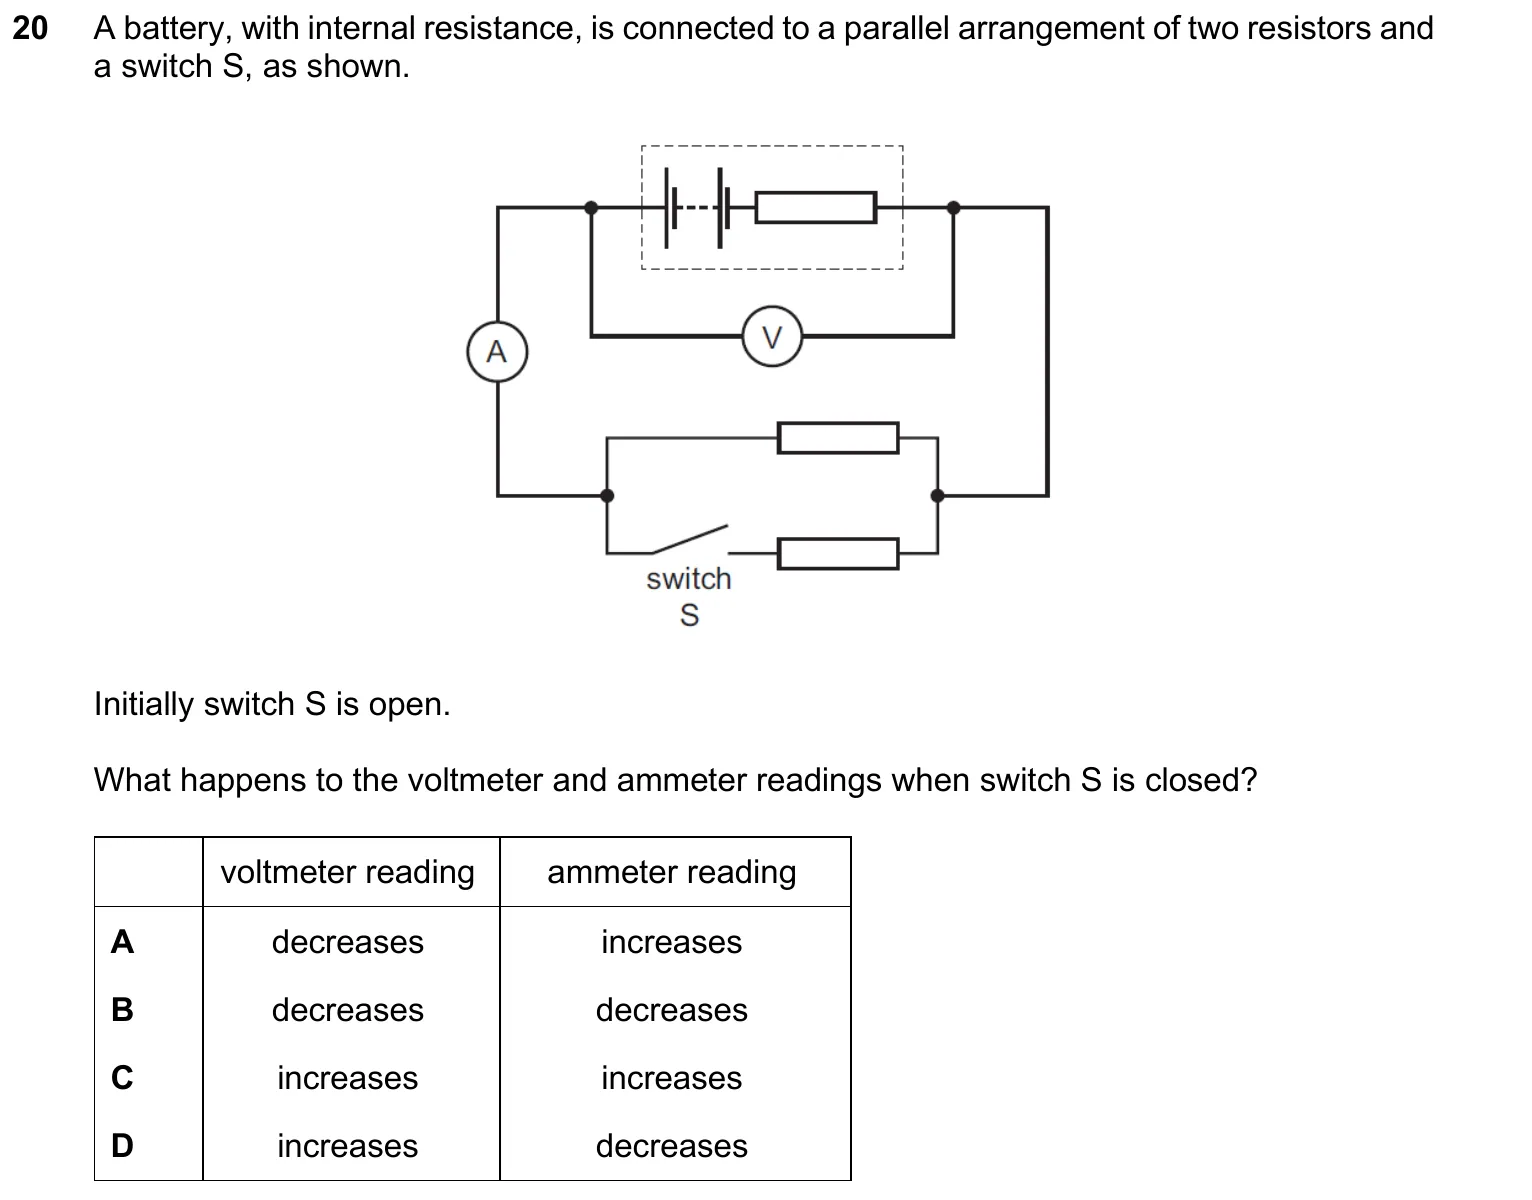 20 A battery, with internal resistance, is connected to a parallel arrangement of two resistors and
a switch S, as shown.
A
V
switch
S
Initially switch S is open.
What happens to the voltmeter and ammeter readings when switch S is closed?
voltmeter reading ammeter reading
A decreases increases
B decreases decreases
C increases increases
D increases decreases